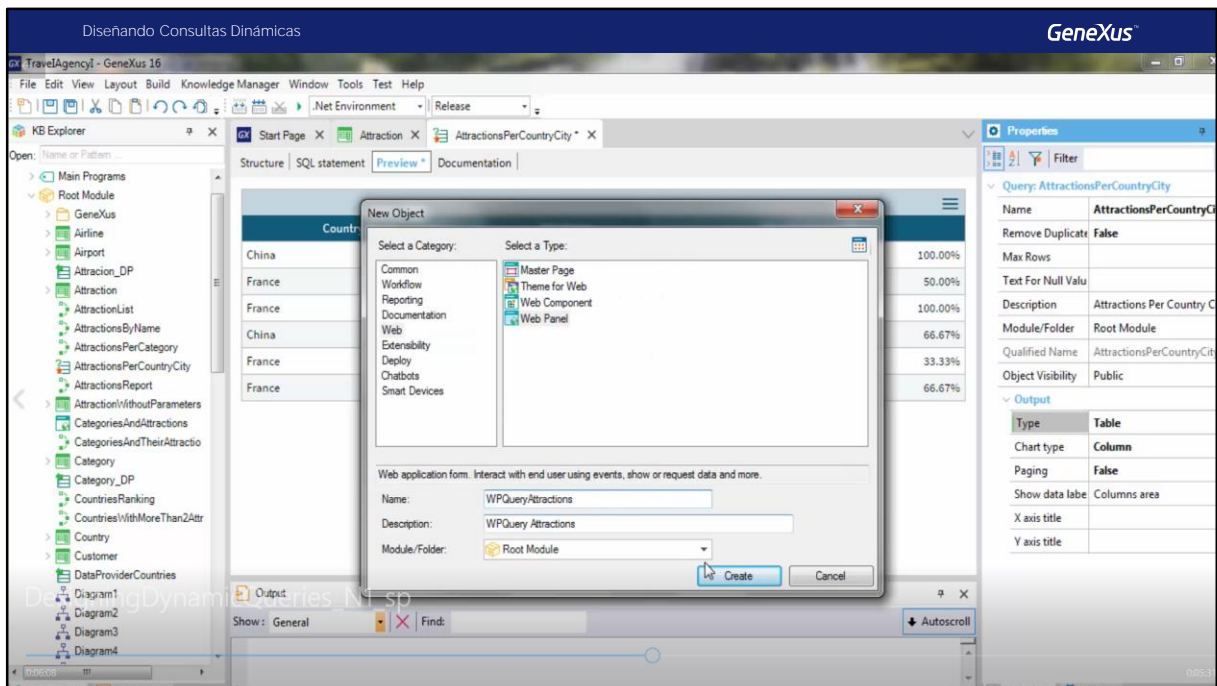 Diseñando Consultas Dinámicas
GeneXus™
TravelAgencyI - GeneXus 16
File Edit View Layout Build Knowledge Manager Window Tools Test Help
.Net Environment
Release
KB Explorer
Open: Name or Pattern ...
Main Programs
Root Module
GeneXus
Airline
Airport
Attracion_DP
Attraction
AttractionList
AttractionsByName
AttractionsPerCategory
AttractionsPerCountryCity
AttractionsReport
AttractionWithoutParameters
CategoriesAndAttractions
CategoriesAndTheirAttractio
Category
Category_DP
CountriesRanking
CountriesWithMoreThan2Attr
Country
Customer
DataProviderCountries
Diagram1
Diagram2
Diagram3
Diagram4
Start Page
Attraction
AttractionsPerCountryCity *
Structure
SQL statement
Preview *
Documentation
Countr
China 100.00%
France 50.00%
France 100.00%
China 66.67%
France 33.33%
France 66.67%
New Object
Select a Category:
Common
Workflow
Reporting
Documentation
Web
Extensibility
Deploy
Chatbots
Smart Devices
Select a Type:
Master Page
Theme for Web
Web Component
Web Panel
Web application form. Interact with end user using events, show or request data and more.
Name: WPQueryAttractions
Description: WPQuery Attractions
Module/Folder: Root Module
Create
Cancel
Output
Show: General
Find:
Autoscroll
Properties
Filter
Query: AttractionsPerCountryCity
Name AttractionsPerCountryCi
Remove Duplicate False
Max Rows
Text For Null Valu
Description Attractions Per Country C
Module/Folder Root Module
Qualified Name AttractionsPerCountryCit
Object Visibility Public
Output
Type Table
Chart type Column
Paging False
Show data labe Columns area
X axis title
Y axis title
DesigningDynamicQueries_N1_sp
0:06:08